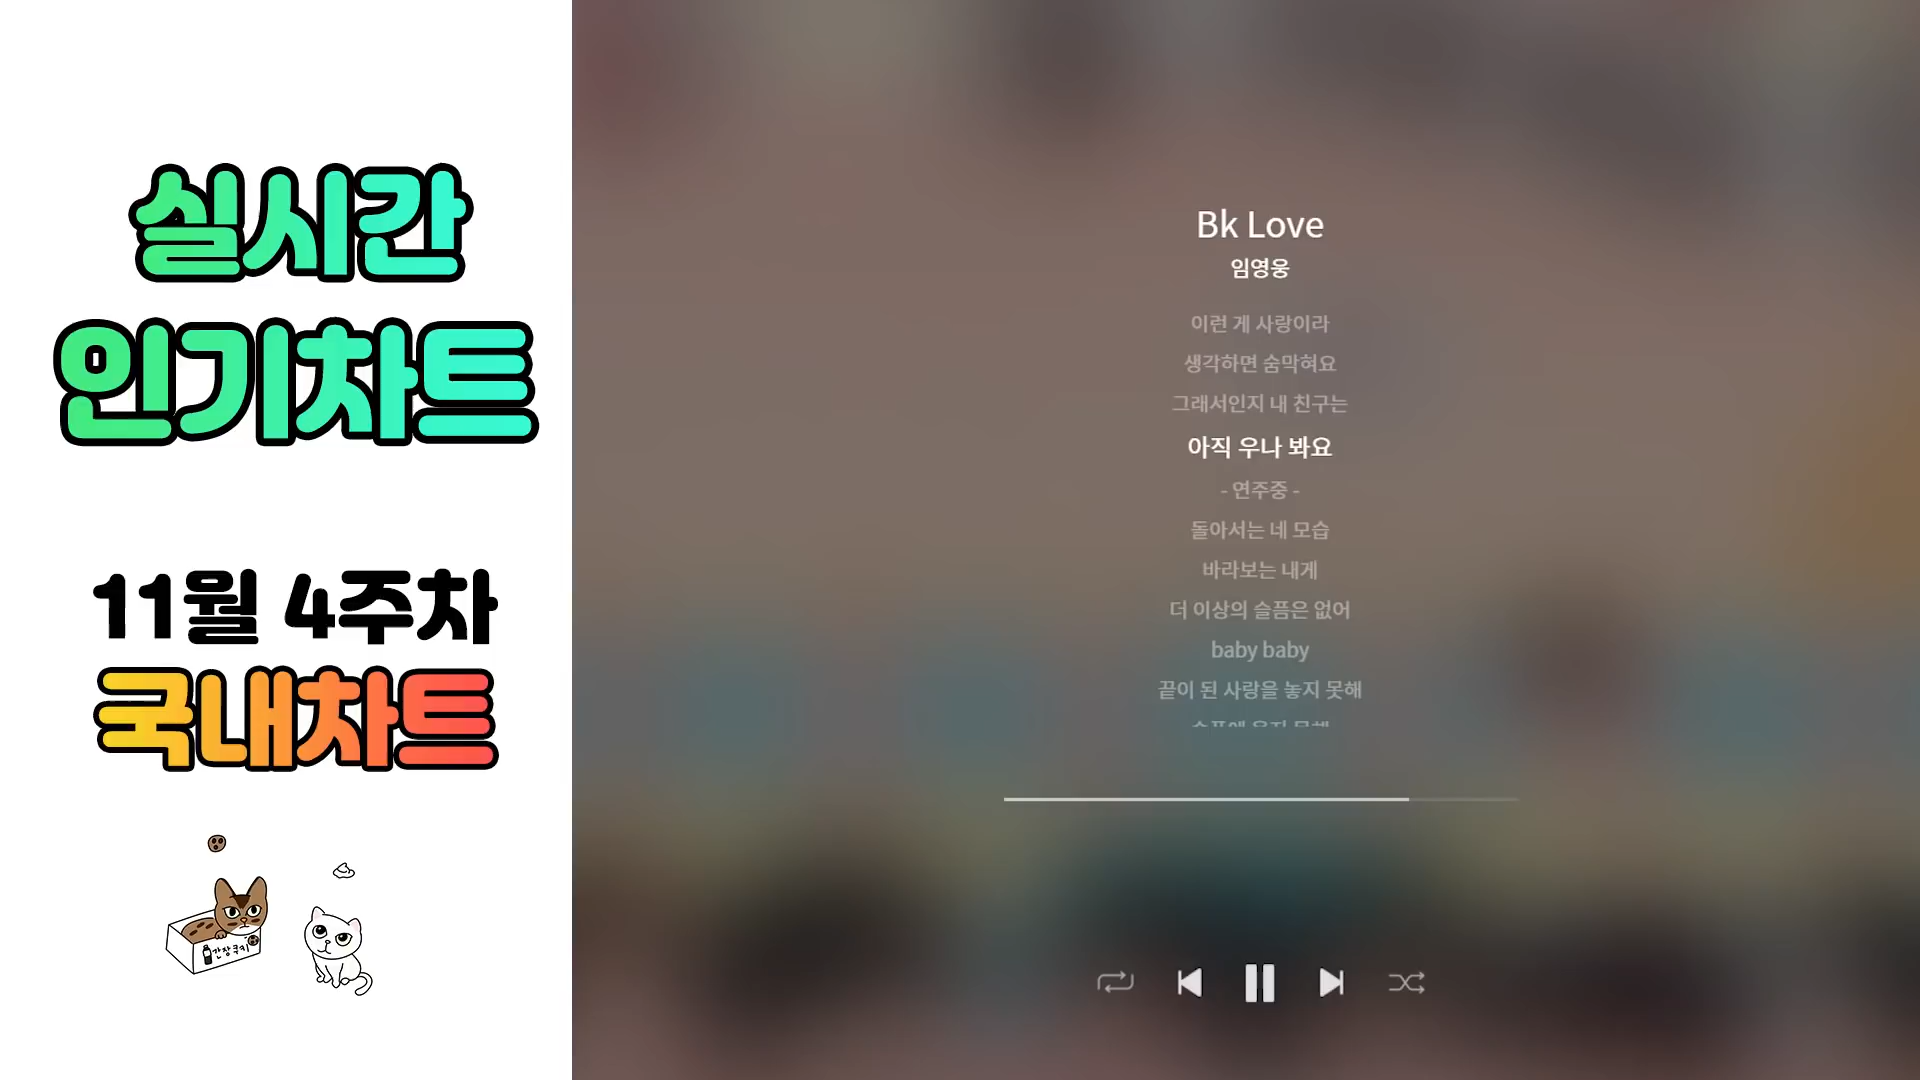 실시간
인기차트
11월 4주차
국내차트
간장쿠키
Bk Love
임영웅
이런 게 사랑이라
생각하면 숨막혀요
그래서인지 내 친구는
아직 우나 봐요
- 연주중 -
돌아서는 네 모습
바라보는 내게
더 이상의 슬픔은 없어
baby baby
끝이 된 사랑을 놓지 못해